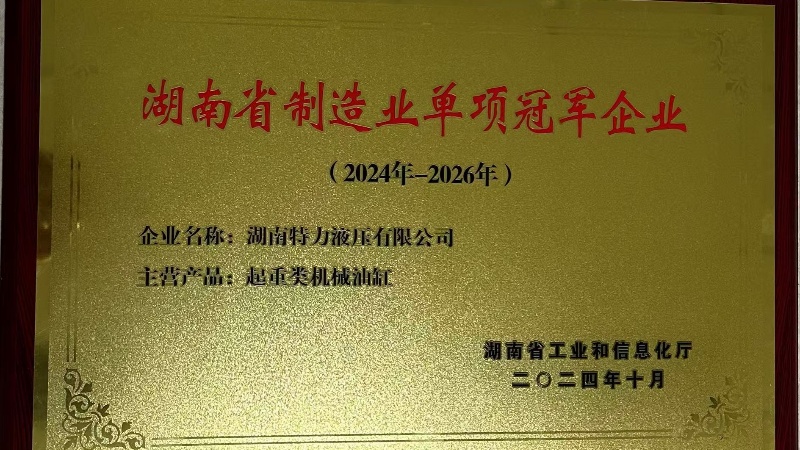 湖南省制造业单项冠军企业
（2024年-2026年）
企业名称：湖南特力液压有限公司
主营产品：起重类机械油缸
湖南省工业和信息化厅
二〇二四年十月